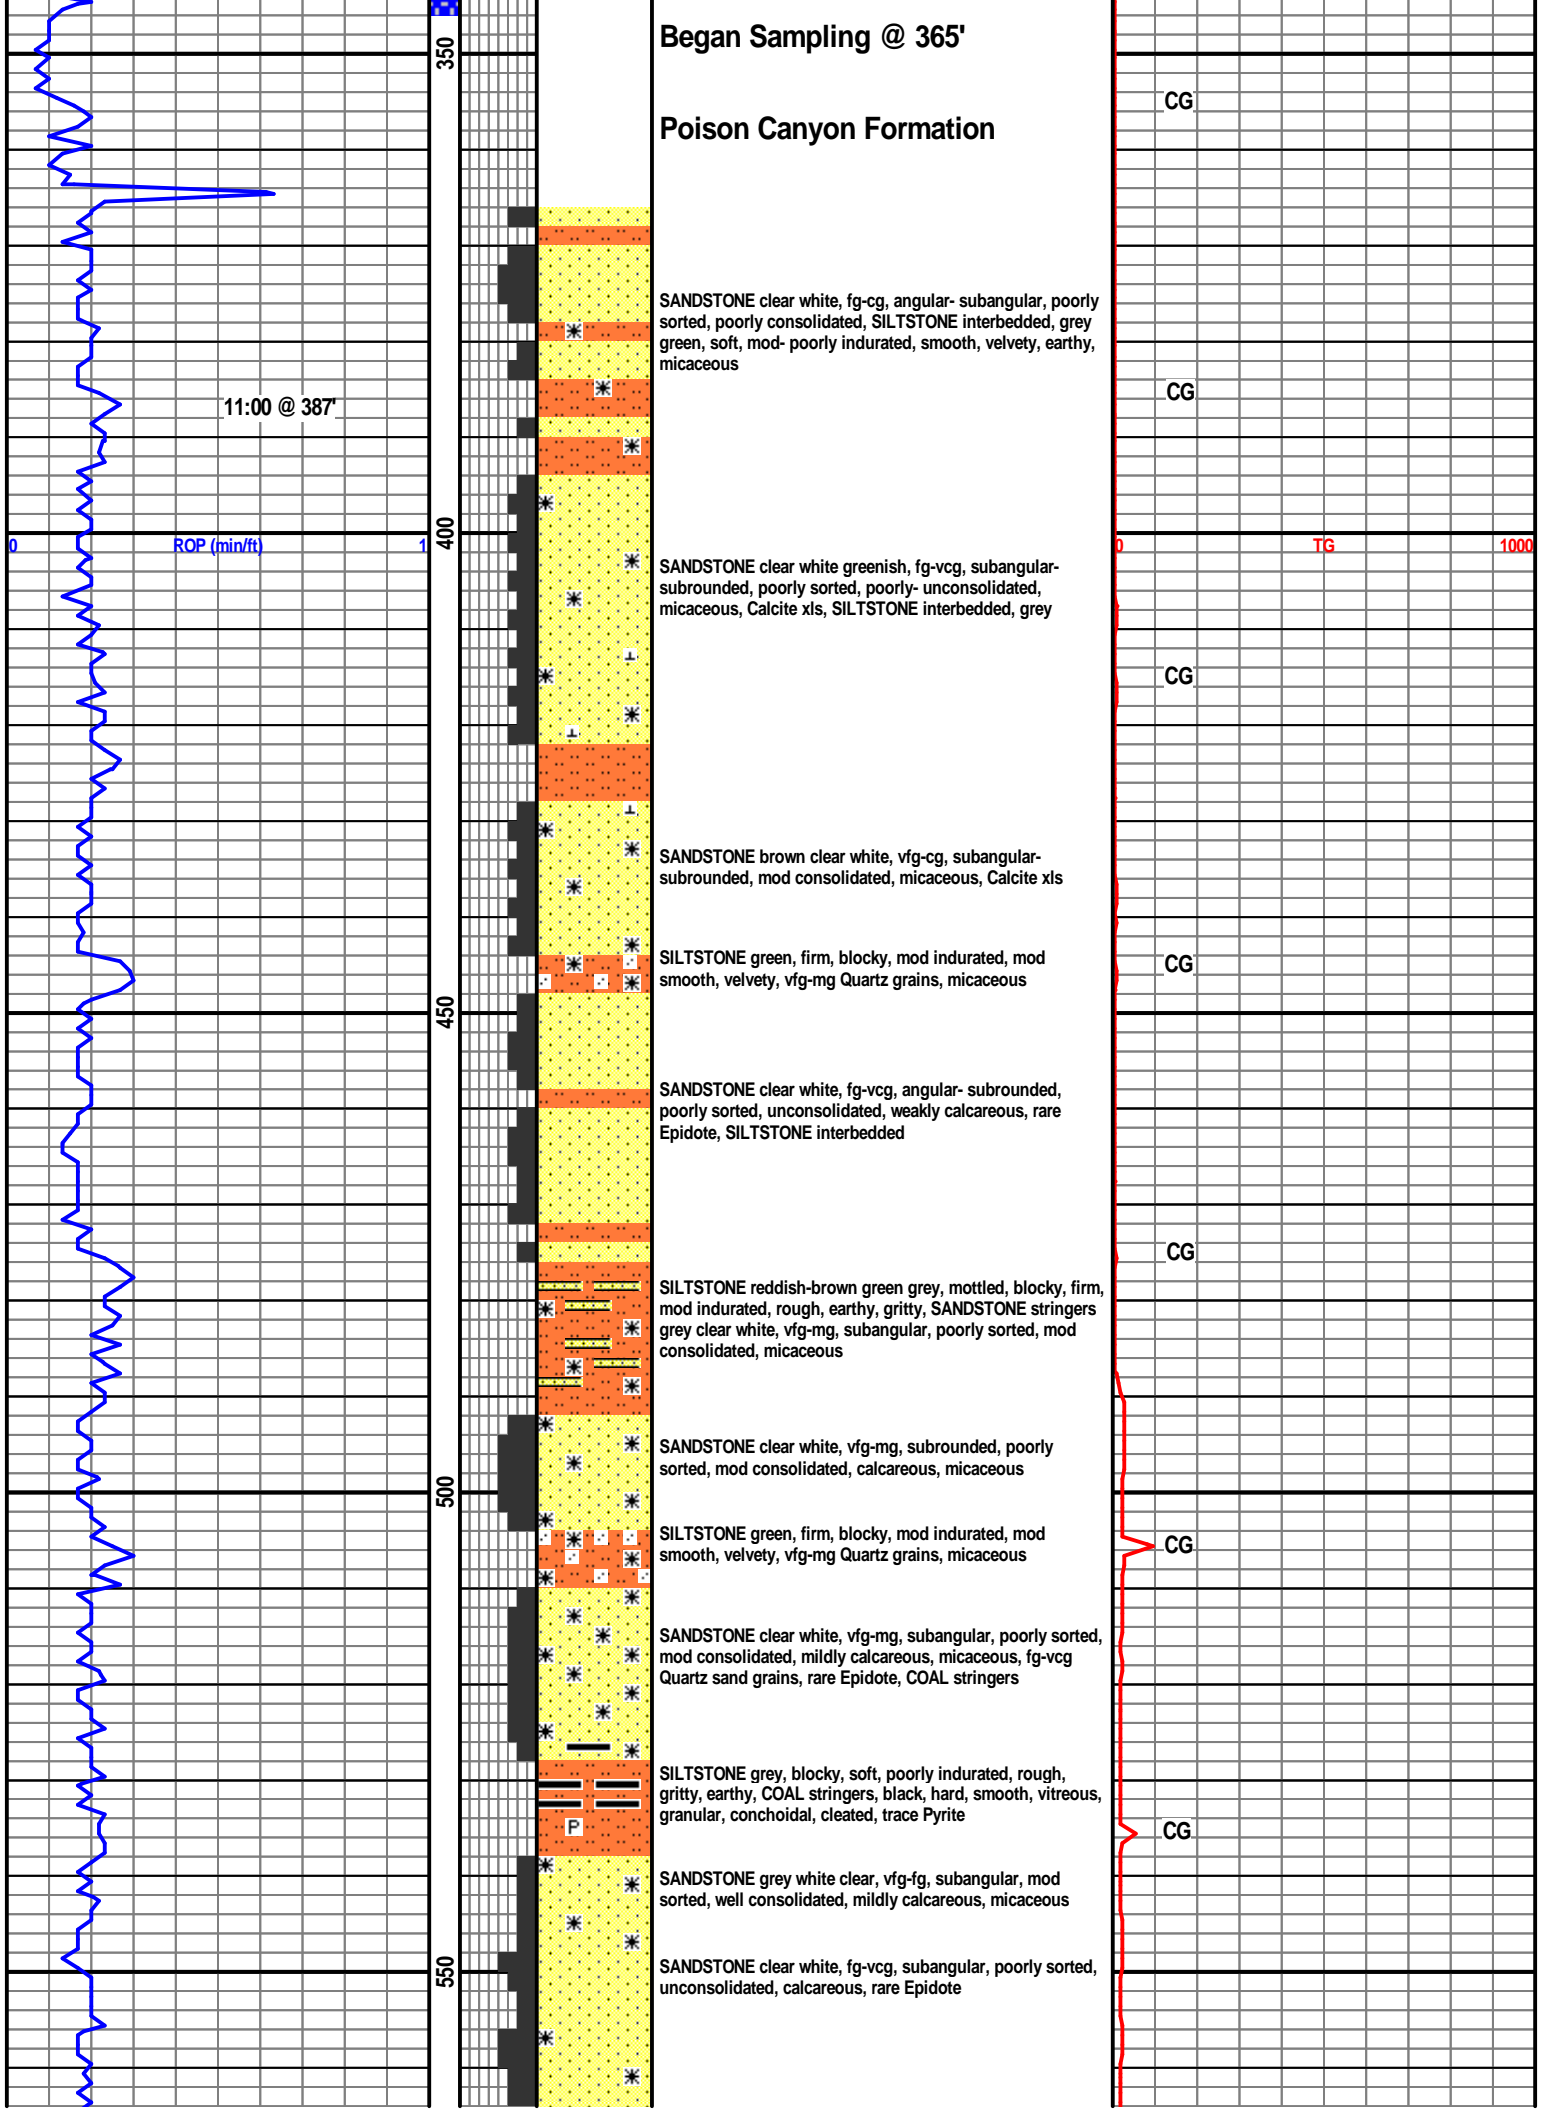 Began Sampling @ 365'
350
CG
Poison Canyon Formation
SANDSTONE clear white, fg-cg, angular- subangular, poorly
sorted, poorly consolidated, SILTSTONE interbedded, grey
green, soft, mod- poorly indurated, smooth, velvety, earthy,
micaceous
CG
11:00 @ 387'
400
0 ROP (min/ft) 1
0 TG 1000
SANDSTONE clear white greenish, fg-vcg, subangular-
subrounded, poorly sorted, poorly- unconsolidated,
micaceous, Calcite xls, SILTSTONE interbedded, grey
CG
SANDSTONE brown clear white, vfg-cg, subangular-
subrounded, mod consolidated, micaceous, Calcite xls
SILTSTONE green, firm, blocky, mod indurated, mod
smooth, velvety, vfg-mg Quartz grains, micaceous
CG
450
SANDSTONE clear white, fg-vcg, angular- subrounded,
poorly sorted, unconsolidated, weakly calcareous, rare
Epidote, SILTSTONE interbedded
CG
SILTSTONE reddish-brown green grey, mottled, blocky, firm,
mod indurated, rough, earthy, gritty, SANDSTONE stringers
grey clear white, vfg-mg, subangular, poorly sorted, mod
consolidated, micaceous
SANDSTONE clear white, vfg-mg, subrounded, poorly
sorted, mod consolidated, calcareous, micaceous
500
SILTSTONE green, firm, blocky, mod indurated, mod
smooth, velvety, vfg-mg Quartz grains, micaceous
CG
SANDSTONE clear white, vfg-mg, subangular, poorly sorted,
mod consolidated, mildly calcareous, micaceous, fg-vcg
Quartz sand grains, rare Epidote, COAL stringers
SILTSTONE grey, blocky, soft, poorly indurated, rough,
gritty, earthy, COAL stringers, black, hard, smooth, vitreous,
granular, conchoidal, cleated, trace Pyrite
P
CG
SANDSTONE grey white clear, vfg-fg, subangular, mod
sorted, well consolidated, mildly calcareous, micaceous
550
SANDSTONE clear white, fg-vcg, subangular, poorly sorted,
unconsolidated, calcareous, rare Epidote